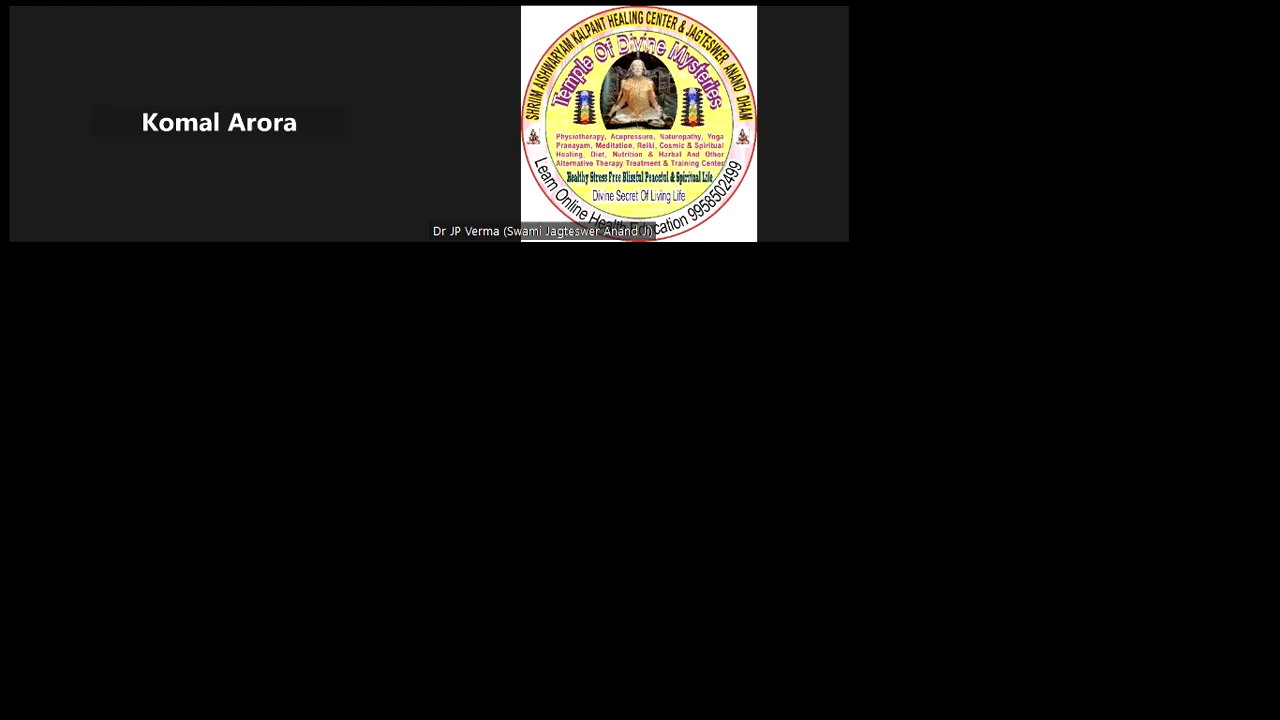 Komal Arora
SHRIIM AISHWARYAM KALPANT HEALING CENTER & JAGTESWER ANAND DHAM
Temple Of Divine Mysteries
Physiotherapy, Acupressure, Naturopathy, Yoga
Pranayam, Meditation, Reiki, Cosmic & Spiritual
Healing, Diet, Nutrition & Harbal And Other
Alternative Therapy Treatment & Training Center
Healthy Stress Free Blissful Peaceful & Spiritual Life
Divine Secret Of Living Life
Learn Online Health Education 9958502499
Dr JP Verma (Swami Jagteswer Anand Ji)